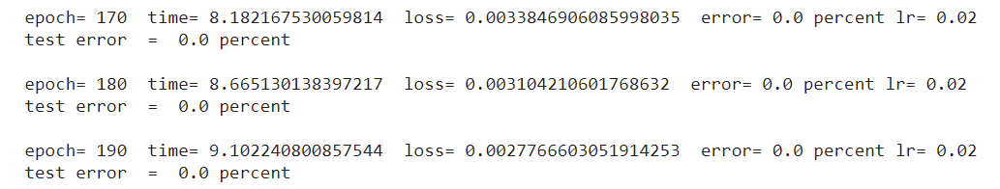 epoch= 170  time= 8.182167530059814  loss= 0.0033846906085998035  error= 0.0 percent lr= 0.02
test error  =  0.0 percent
epoch= 180  time= 8.665130138397217  loss= 0.003104210601768632  error= 0.0 percent lr= 0.02
test error  =  0.0 percent
epoch= 190  time= 9.102240800857544  loss= 0.0027766603051914253  error= 0.0 percent lr= 0.02
test error  =  0.0 percent